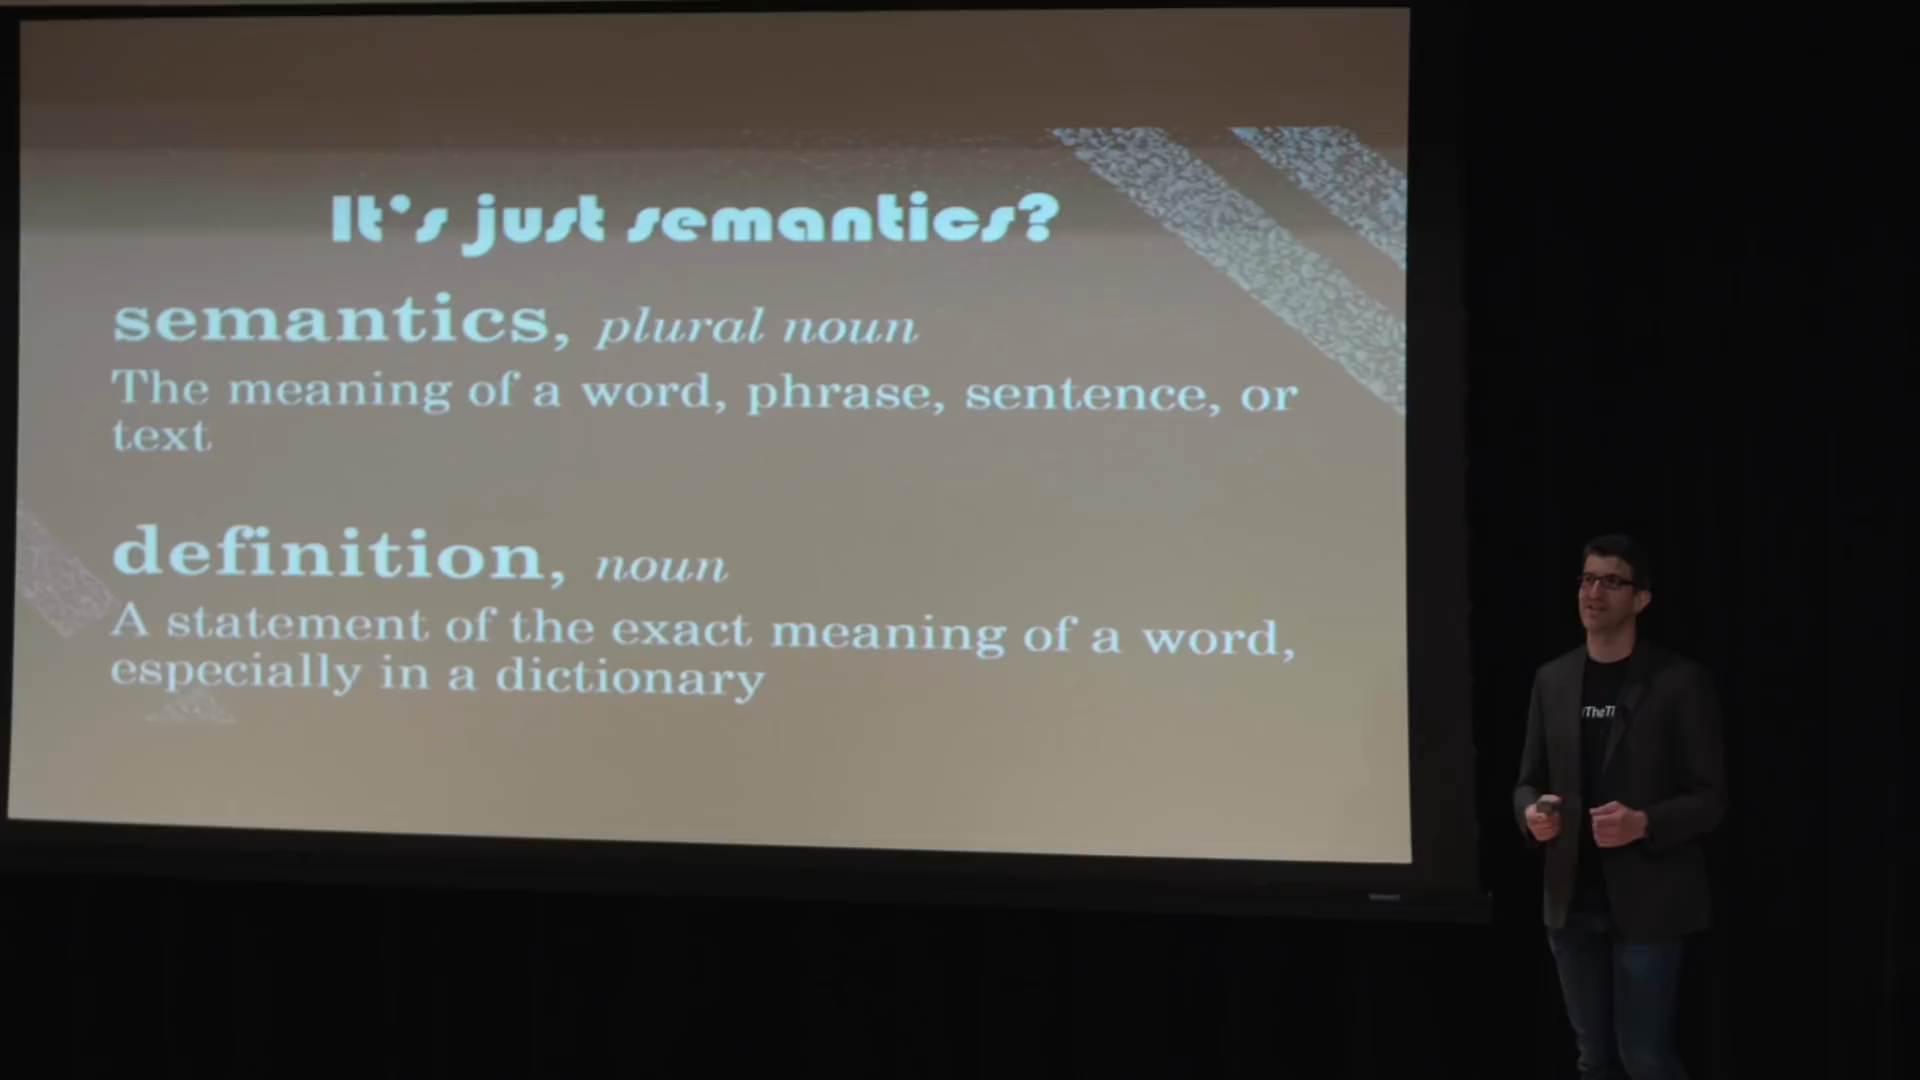 It's just semantics?
semantics, plural noun
The meaning of a word, phrase, sentence, or
text
definition, noun
A statement of the exact meaning of a word,
especially in a dictionary